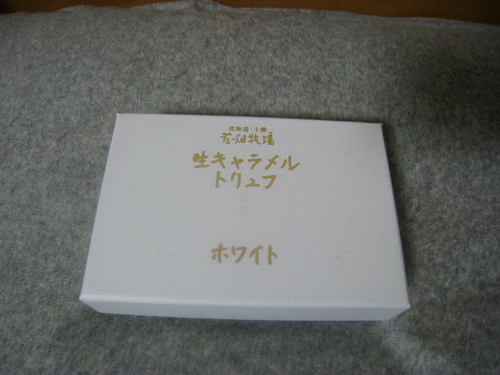 北海道・十勝
花畑牧場
生キャラメル
トリュフ
ホワイト